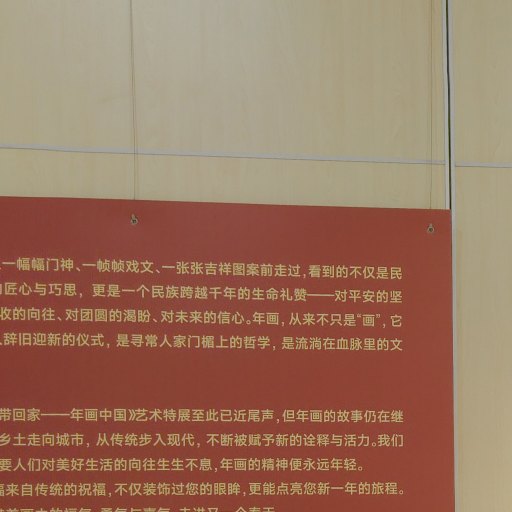 一幅幅门神、一帧帧戏文、一张张吉祥图案前走过,看到的不仅是民
匠心与巧思，更是一个民族跨越千年的生命礼赞——对平安的坚
收的向往、对团圆的渴盼、对未来的信心。年画,从来不只是“画”，它
辞旧迎新的仪式，是寻常人家门楣上的哲学，是流淌在血脉里的文
带回家——年画中国》艺术特展至此已近尾声,但年画的故事仍在继
乡土走向城市，从传统步入现代，不断被赋予新的诠释与活力。我们
要人们对美好生活的向往生生不息,年画的精神便永远年轻。
来自传统的祝福,不仅装饰过您的眼眸,更能点亮您新一年的旅程。